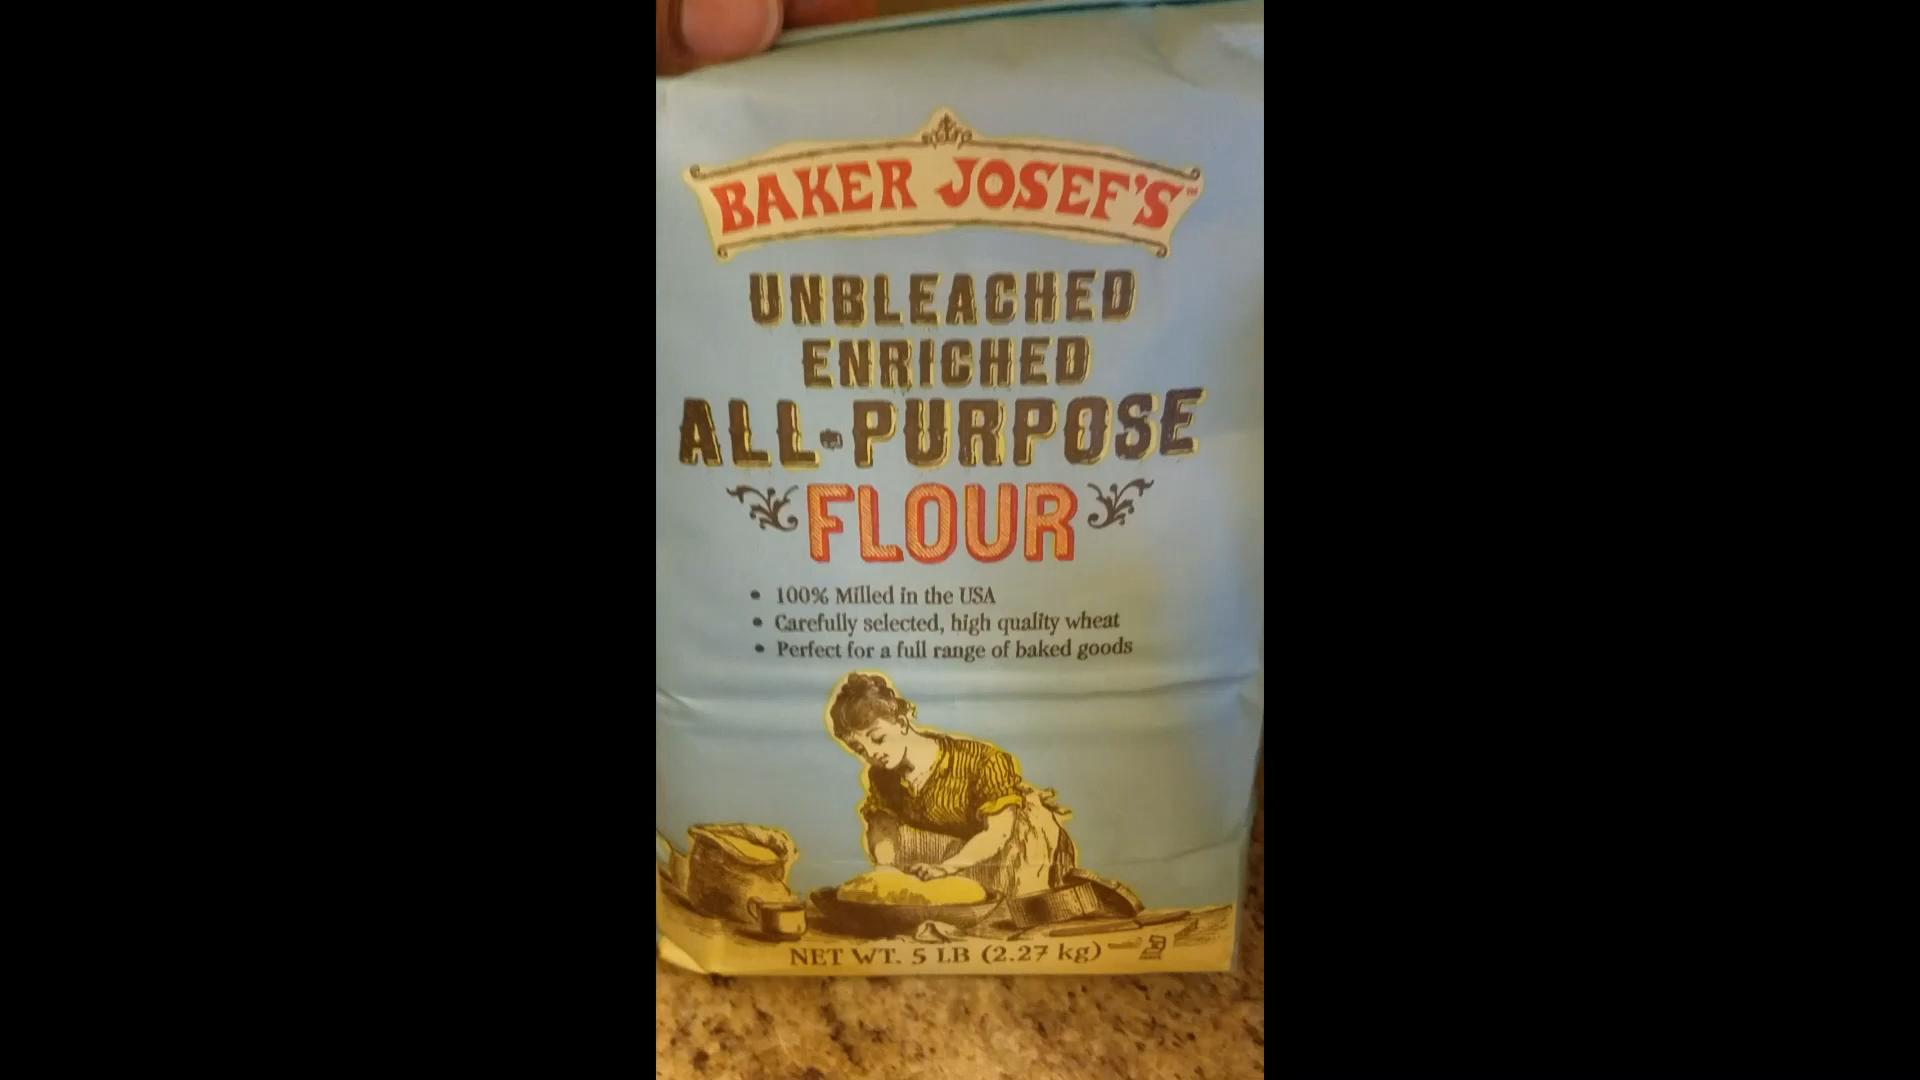 BAKER JOSEF'S™
UNBLEACHED
ENRICHED
ALL-PURPOSE
FLOUR
• 100% Milled in the USA
• Carefully selected, high quality wheat
• Perfect for a full range of baked goods
NET WT. 5 LB (2.27 kg)